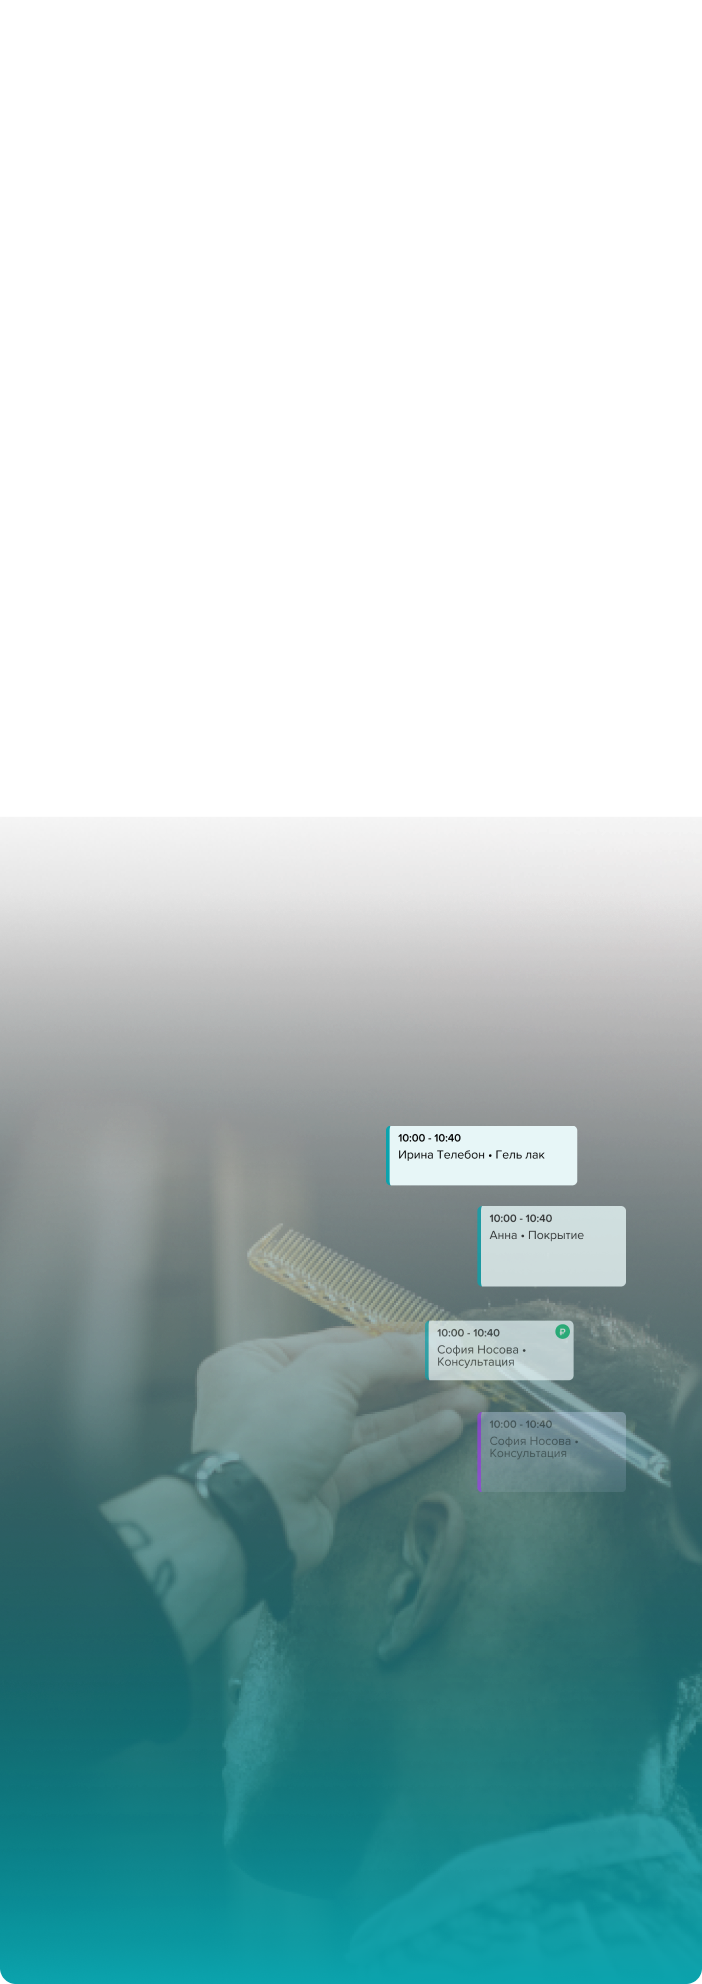 10:00 - 10:40
Ирина Телебон • Гель лак
10:00 - 10:40
Анна • Покрытие
10:00 - 10:40
₽
София Носова •
Консультация
10:00 - 10:40
София Носова •
Консультация